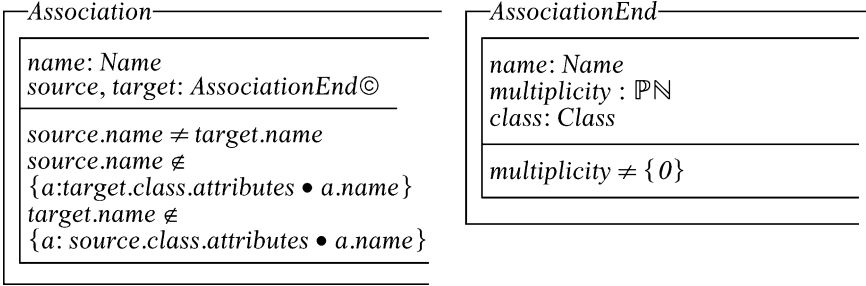 Association
name: Name
source, target: AssociationEnd©
source.name ≠ target.name
source.name ∉
{a:target.class.attributes • a.name}
target.name ∉
{a: source.class.attributes • a.name}
AssociationEnd
name: Name
multiplicity : ℙℕ
class: Class
multiplicity ≠ {0}